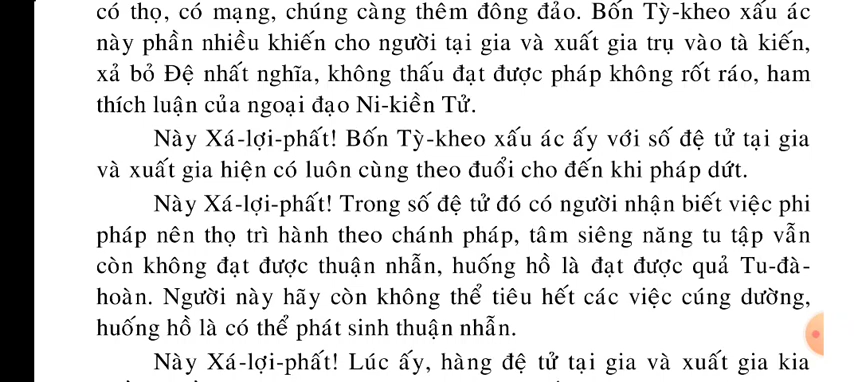 có thọ, có mạng, chúng càng thêm đông đảo. Bốn Tỳ-kheo xấu ác
này phần nhiều khiến cho người tại gia và xuất gia trụ vào tà kiến,
xả bỏ Đệ nhất nghĩa, không thấu đạt được pháp không rốt ráo, ham
thích luận của ngoại đạo Ni-kiền Tử.
Này Xá-lợi-phất! Bốn Tỳ-kheo xấu ác ấy với số đệ tử tại gia
và xuất gia hiện có luôn cùng theo đuổi cho đến khi pháp dứt.
Này Xá-lợi-phất! Trong số đệ tử đó có người nhận biết việc phi
pháp nên thọ trì hành theo chánh pháp, tâm siêng năng tu tập vẫn
còn không đạt được thuận nhẫn, huống hồ là đạt được quả Tu-đà-
hoàn. Người này hãy còn không thể tiêu hết các việc cúng dường,
huống hồ là có thể phát sinh thuận nhẫn.
Này Xá-lợi-phất! Lúc ấy, hàng đệ tử tại gia và xuất gia kia